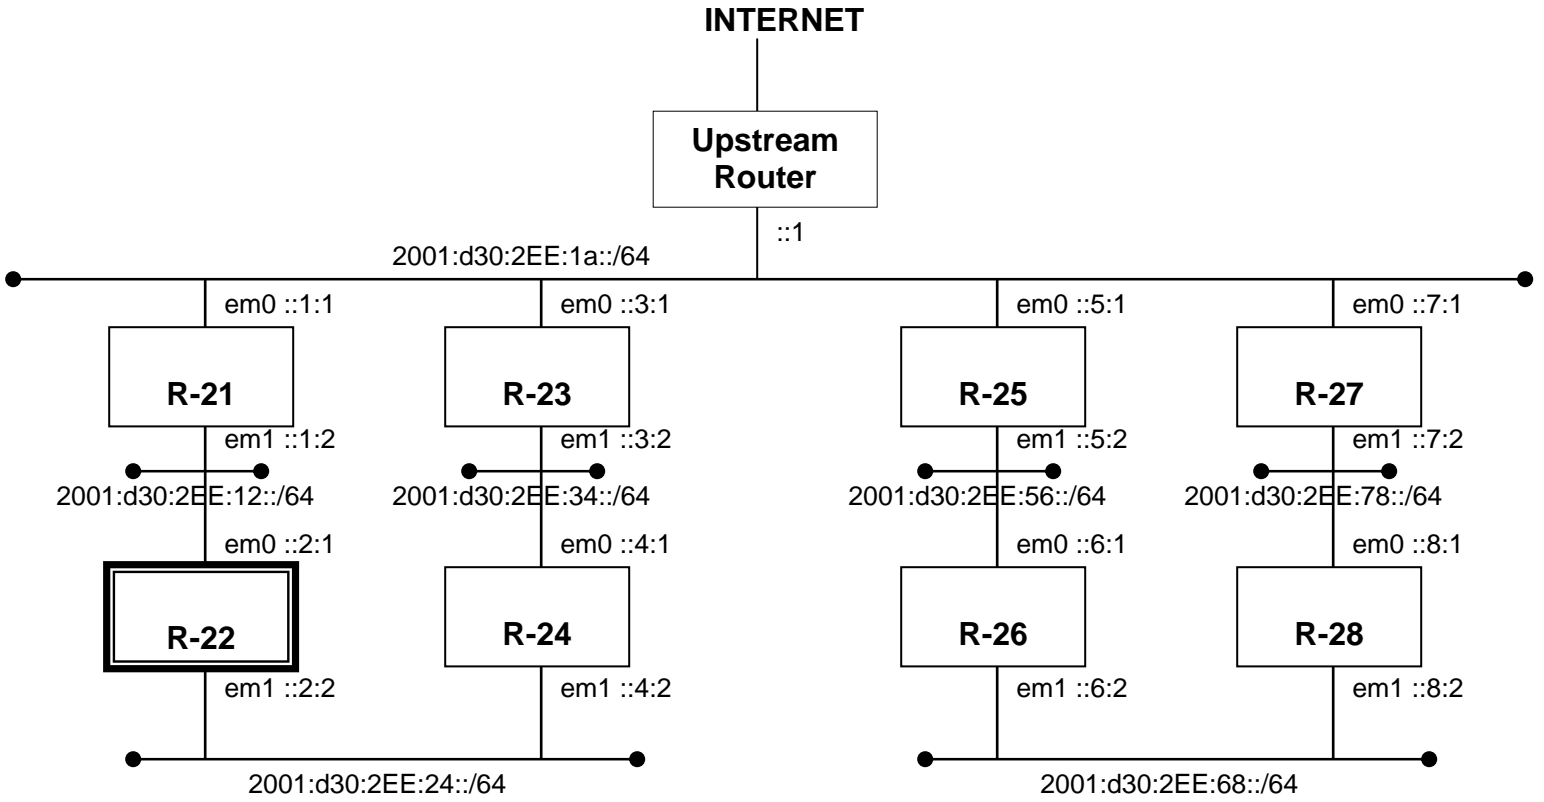 INTERNET
Upstream
Router
::1
2001:d30:2EE:1a::/64
em0 ::1:1
em0 ::3:1
em0 ::5:1
em0 ::7:1
R-21
R-23
R-25
R-27
em1 ::1:2
em1 ::3:2
em1 ::5:2
em1 ::7:2
2001:d30:2EE:12::/64
2001:d30:2EE:34::/64
2001:d30:2EE:56::/64
2001:d30:2EE:78::/64
em0 ::2:1
em0 ::4:1
em0 ::6:1
em0 ::8:1
R-22
R-24
R-26
R-28
em1 ::2:2
em1 ::4:2
em1 ::6:2
em1 ::8:2
2001:d30:2EE:24::/64
2001:d30:2EE:68::/64